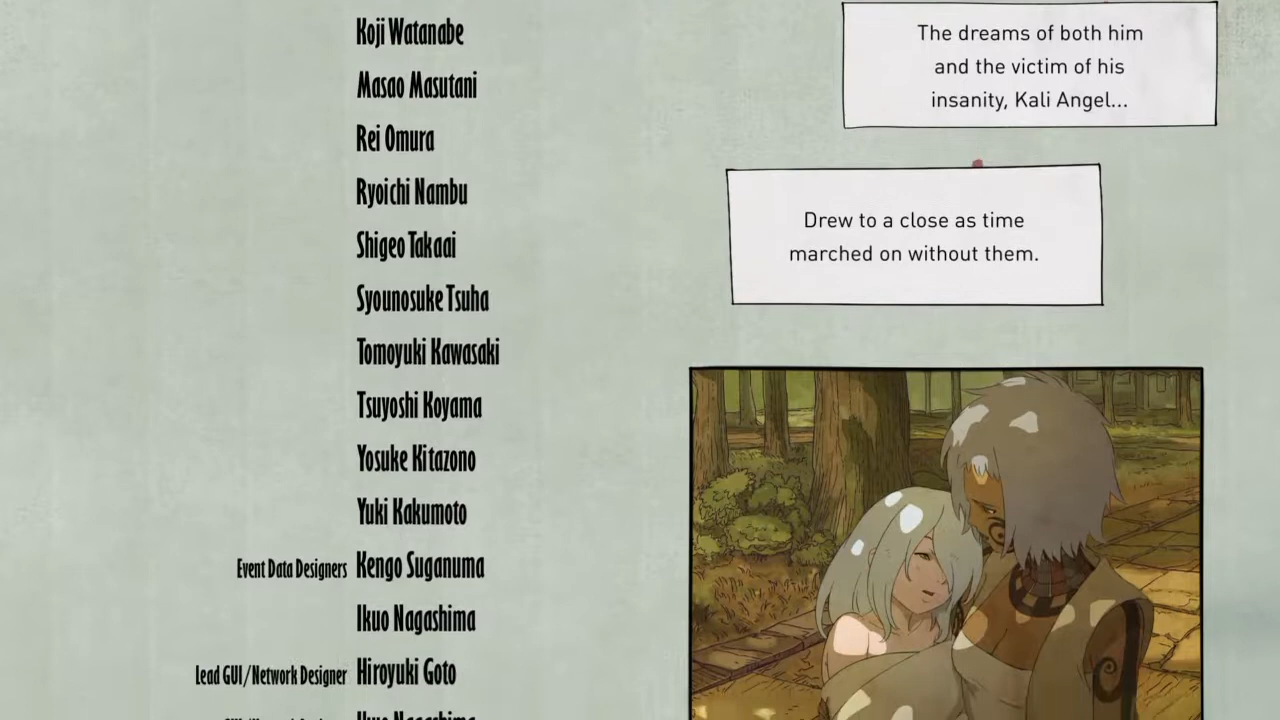 Koji Watanabe
Masao Masutani
Rei Omura
Ryoichi Nambu
Shigeo Takaai
Syounosuke Tsuha
Tomoyuki Kawasaki
Tsuyoshi Koyama
Yosuke Kitazono
Yuki Kakumoto
Event Data Designers Kengo Suganuma
Ikuo Nagashima
Lead GUI/Network Designer Hiroyuki Goto
The dreams of both him
and the victim of his
insanity, Kali Angel...
Drew to a close as time
marched on without them.